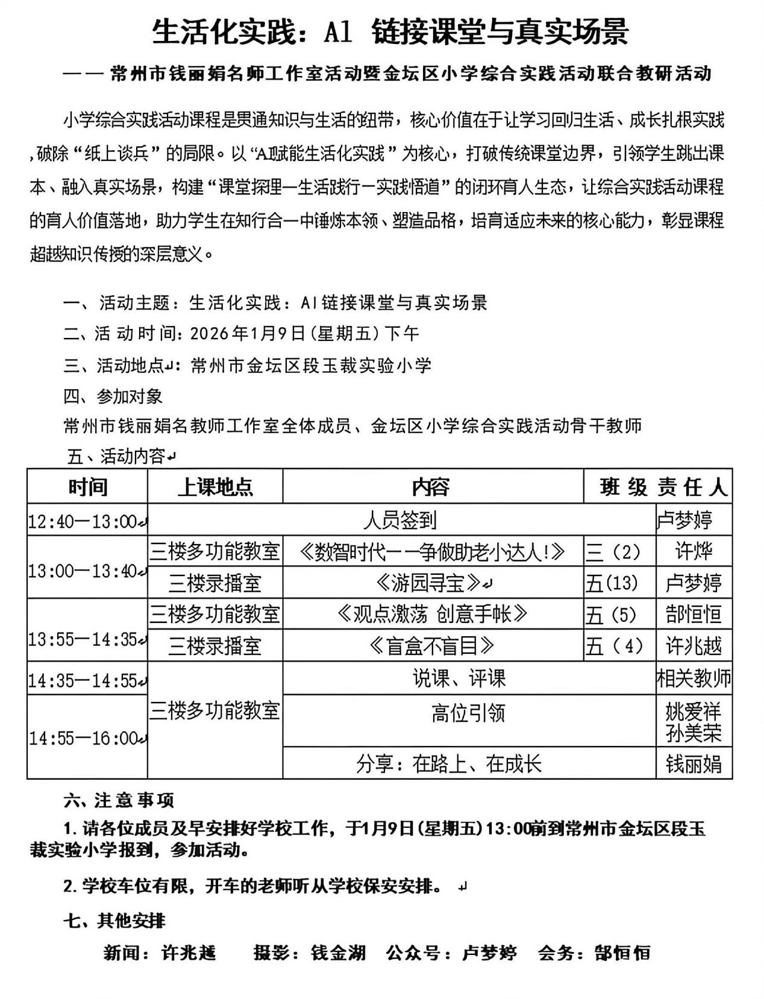 生活化实践：AI 链接课堂与真实场景
——常州市钱丽娟名师工作室活动暨金坛区小学综合实践活动联合教研活动
小学综合实践活动课程是贯通知识与生活的纽带，核心价值在于让学习回归生活、成长扎根实践
,破除“纸上谈兵”的局限。以“AI赋能生活化实践”为核心，打破传统课堂边界，引领学生跳出课
本、融入真实场景，构建“课堂探理—生活践行—实践悟道”的闭环育人生态，让综合实践活动课程
的育人价值落地，助力学生在知行合一中锤炼本领、塑造品格，培育适应未来的核心能力，彰显课程
超越知识传授的深层意义。
一、活动主题：生活化实践：AI链接课堂与真实场景
二、活动时间：2026年1月9日(星期五)下午
三、活动地点↲：常州市金坛区段玉裁实验小学
四、参加对象
常州市钱丽娟名教师工作室全体成员、金坛区小学综合实践活动骨干教师
五、活动内容↲
时间 上课地点 内容 班级 责任人
12:40—13:00↲ 人员签到 卢梦婷
13:00—13:40↲ 三楼多功能教室 《数智时代——争做助老小达人!》 三（2） 许烨
三楼录播室 《游园寻宝》↲ 五(13) 卢梦婷
13:55—14:35↲ 三楼多功能教室 《观点激荡 创意手帐》 五（5） 郜恒恒
三楼录播室 《盲盒不盲目》 五（4） 许兆越
14:35—14:55↲ 三楼多功能教室 说课、评课 相关教师
14:55—16:00↲ 高位引领 姚爱祥
孙美荣
分享：在路上、在成长 钱丽娟
六、注意事项
1.请各位成员及早安排好学校工作，于1月9日(星期五)13:00前到常州市金坛区段玉
裁实验小学报到，参加活动。
2.学校车位有限，开车的老师听从学校保安安排。 ↲
七、其他安排
新闻：许兆越 摄影：钱金湖 公众号：卢梦婷 会务：郜恒恒